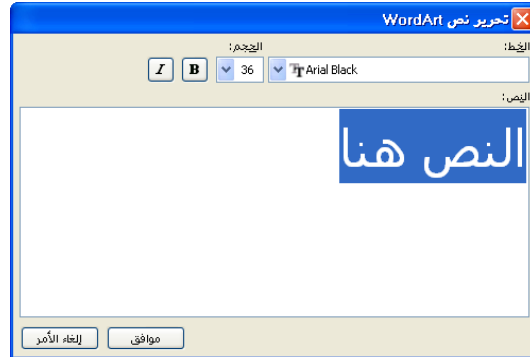 تحرير نص WordArt
الخط: الحجم:
Arial Black 36 B I
النص:
النص هنا
موافق إلغاء الأمر